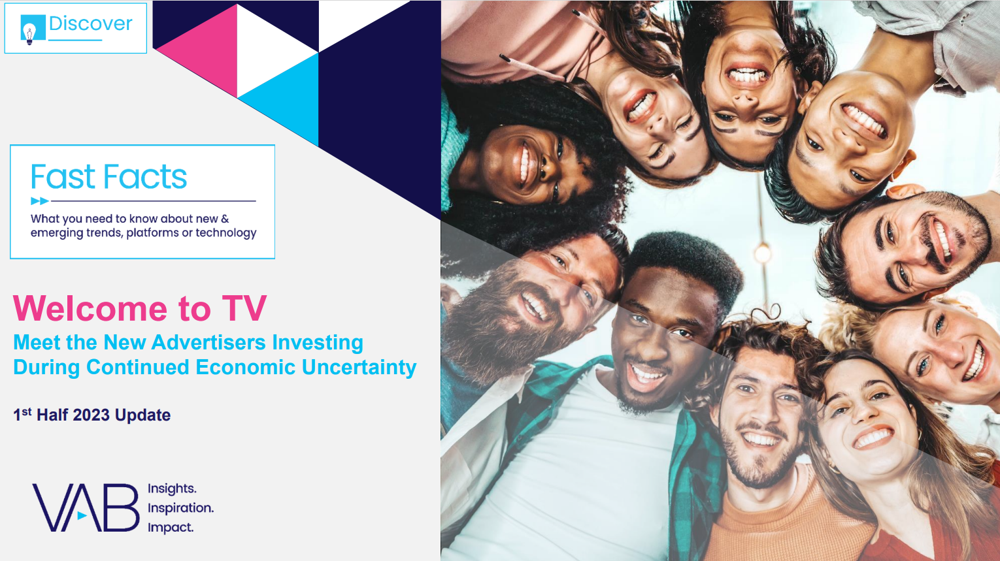 Discover
Fast Facts
What you need to know about new &
emerging trends, platforms or technology
Welcome to TV
Meet the New Advertisers Investing
During Continued Economic Uncertainty
1st Half 2023 Update
VAB
Insights.
Inspiration.
Impact.